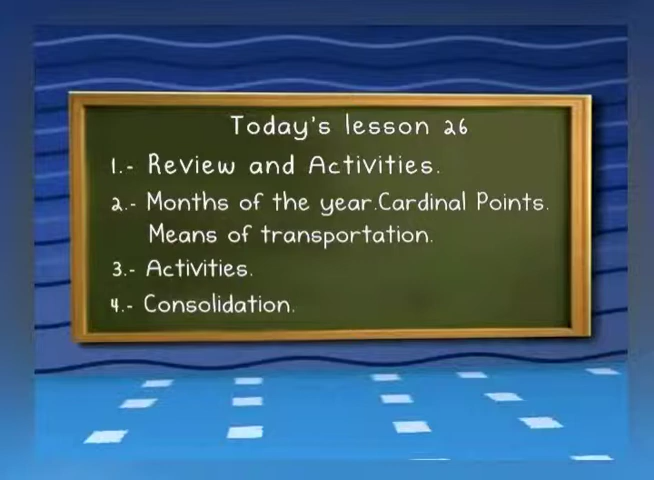 Today's lesson 26
1.- Review and Activities.
2.- Months of the year.Cardinal Points.
Means of transportation.
3.- Activities.
4.- Consolidation.